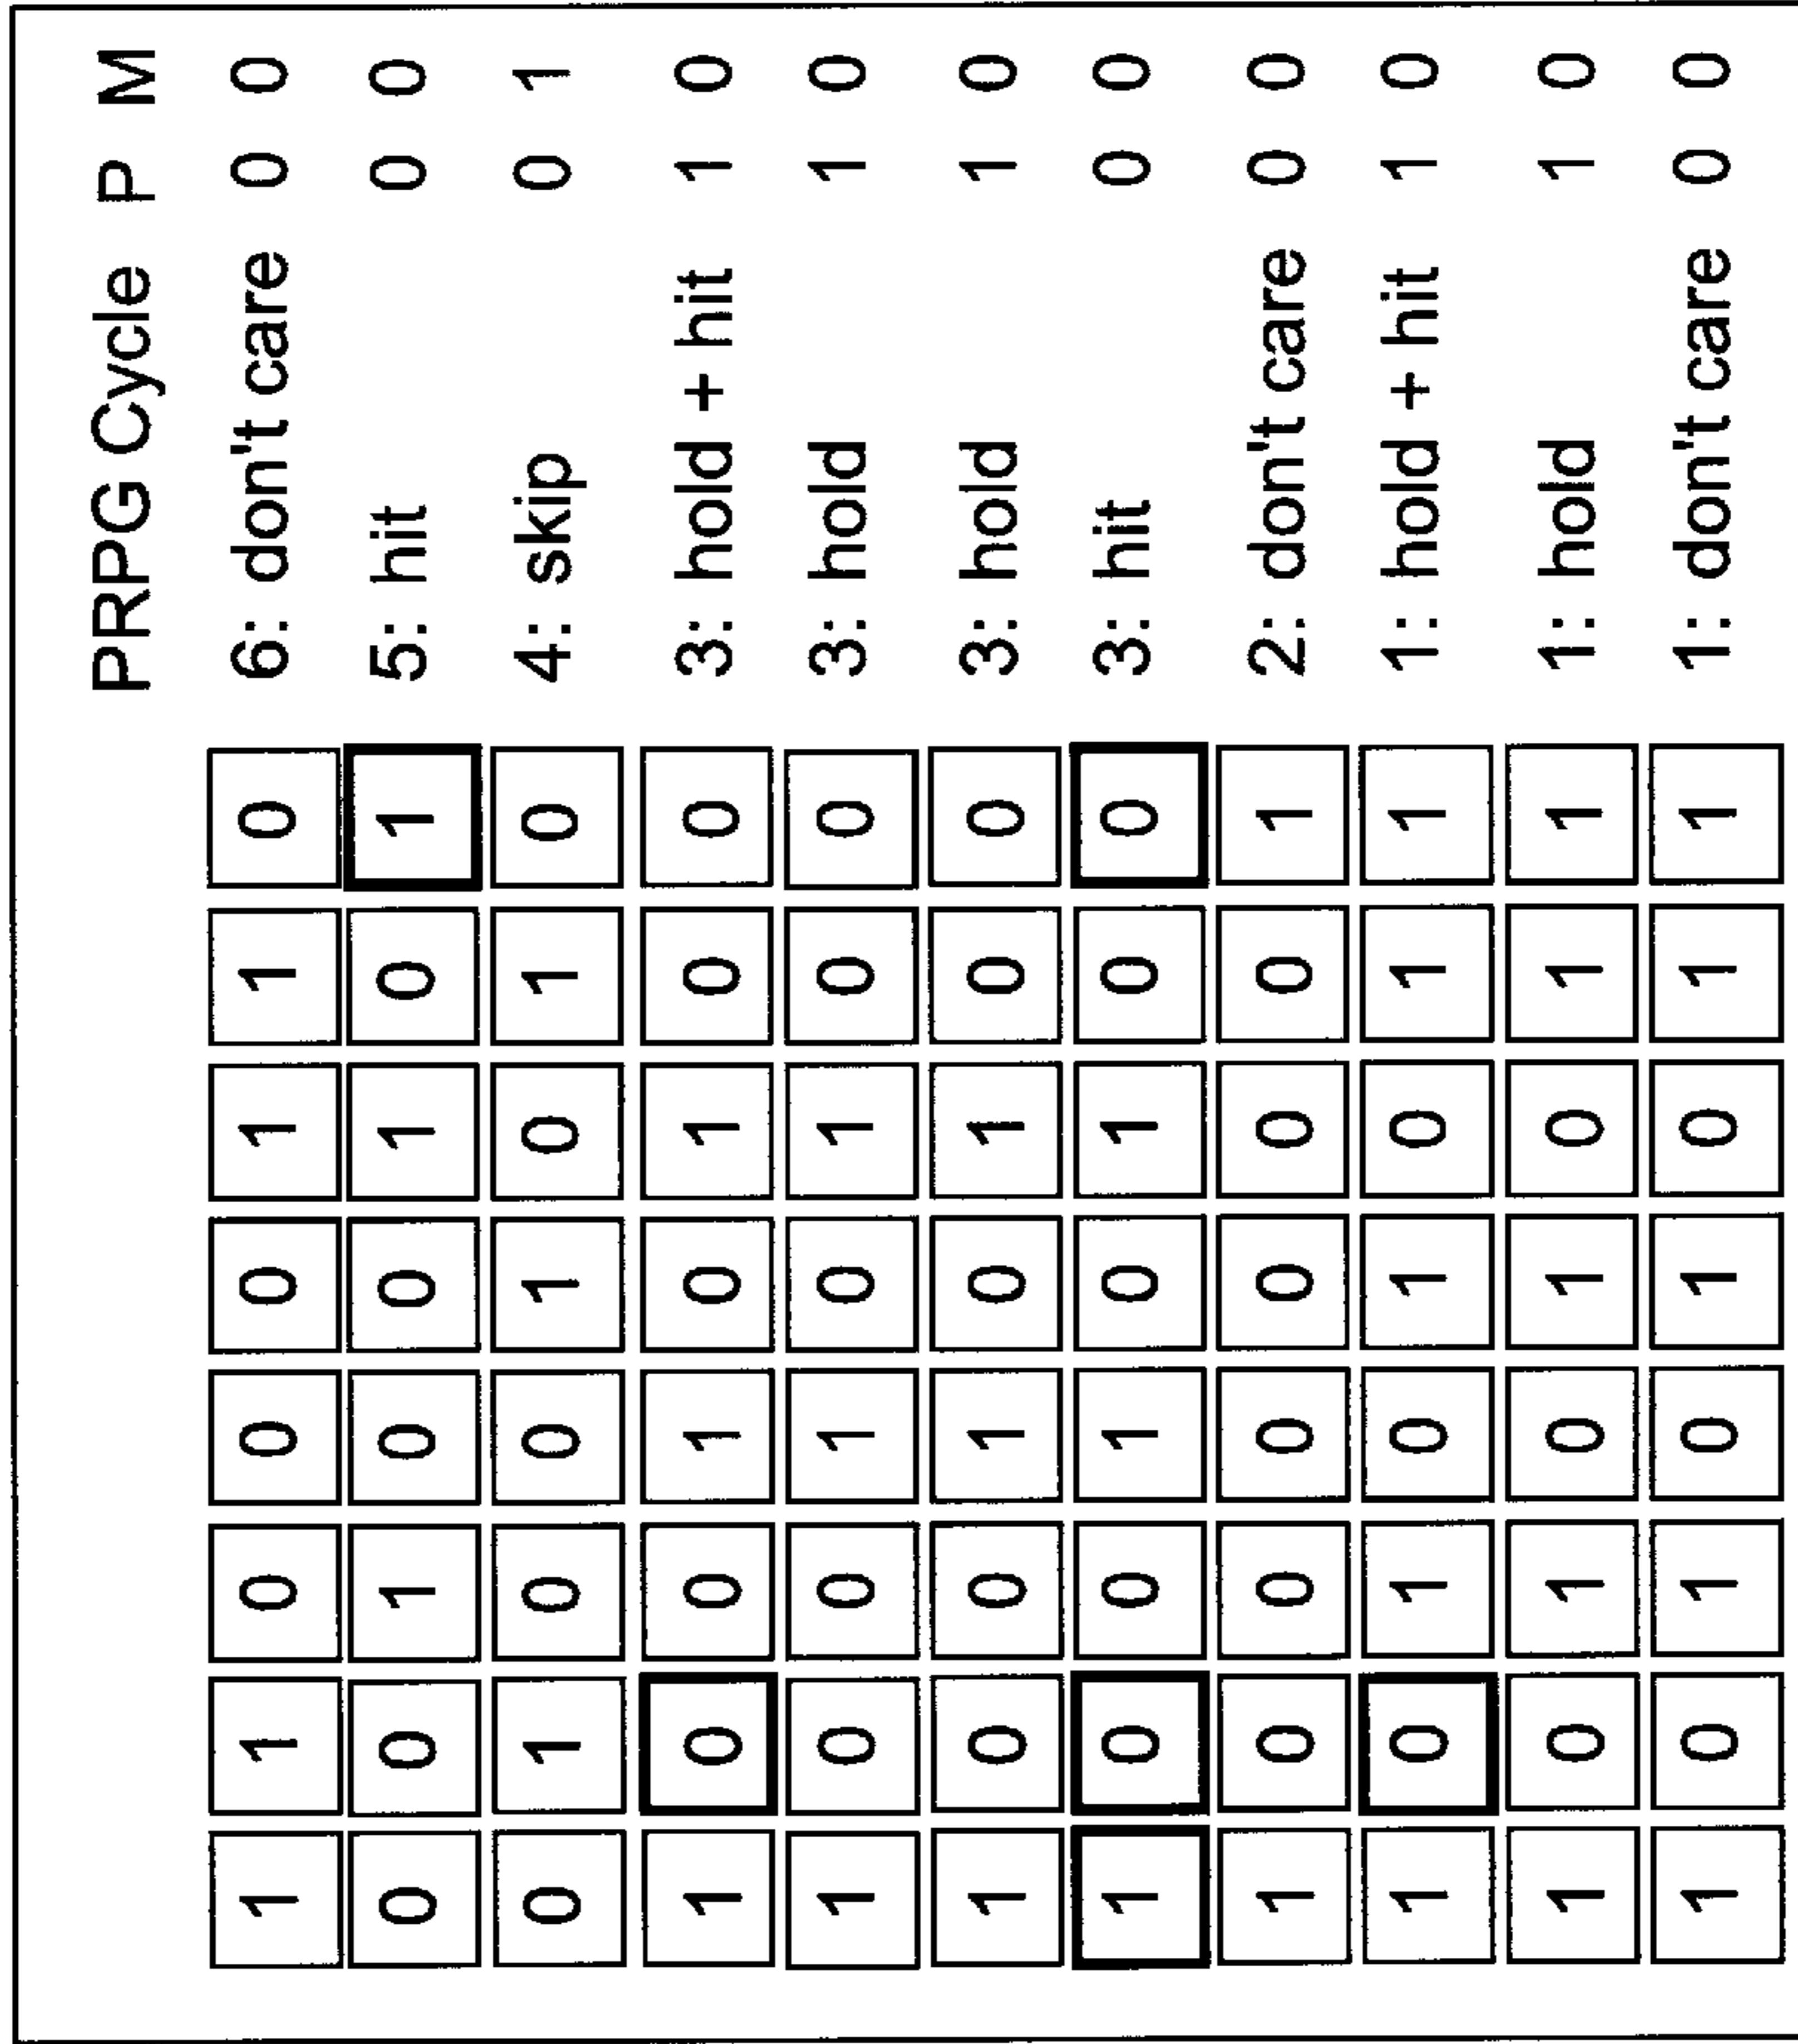 PRPG Cycle P M
1 1 0 0 0 1 1 0 6: don't care 0 0
0 0 1 0 0 1 0 1 5: hit 0 0
0 1 0 0 1 0 1 0 4: skip 0 1
1 0 0 1 0 1 0 0 3: hold + hit 1 0
1 0 0 1 0 1 0 0 3: hold 1 0
1 0 0 1 0 1 0 0 3: hold 1 0
1 0 0 1 0 1 0 0 3: hit 0 0
1 0 0 0 0 0 0 1 2: don't care 0 0
1 0 1 0 1 0 1 1 1: hold + hit 1 0
1 0 1 0 1 0 1 1 1: hold 1 0
1 0 1 0 1 0 1 1 1: don't care 0 0